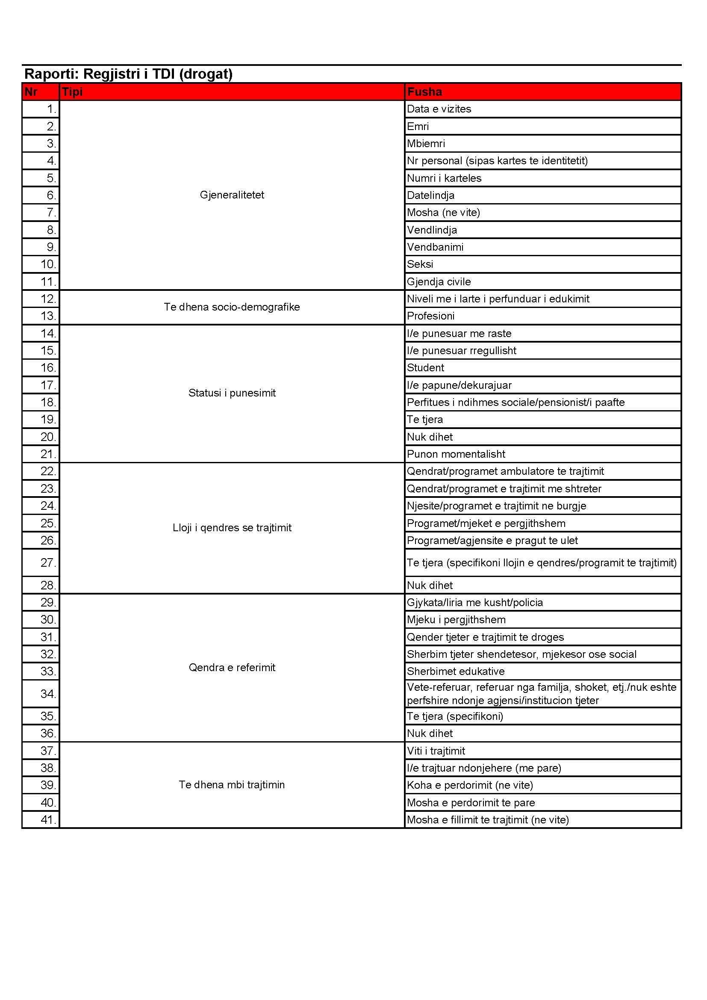 Raporti: Regjistri i TDI (drogat)
Nr Tipi Fusha
1. Data e vizites
2. Emri
3. Mbiemri
4. Nr personal (sipas kartes te identitetit)
5. Numri i karteles
Gjeneralitetet
6. Datelindja
7. Mosha (ne vite)
8. Vendlindja
9. Vendbanimi
10. Seksi
11. Gjendja civile
12. Niveli me i larte i perfunduar i edukimit
Te dhena socio-demografike
13. Profesioni
14. I/e punesuar me raste
15. I/e punesuar rregullisht
16. Student
17. I/e papune/dekurajuar
Statusi i punesimit
18. Perfitues i ndihmes sociale/pensionist/i paafte
19. Te tjera
20. Nuk dihet
21. Punon momentalisht
22. Qendrat/programet ambulatore te trajtimit
23. Qendrat/programet e trajtimit me shtreter
24. Njesite/programet e trajtimit ne burgje
25. Programet/mjeket e pergjithshem
Lloji i qendres se trajtimit
26. Programet/agjensite e pragut te ulet
27. Te tjera (specifikoni llojin e qendres/programit te trajtimit)
28. Nuk dihet
29. Gjykata/liria me kusht/policia
30. Mjeku i pergjithshem
31. Qender tjeter e trajtimit te droges
32. Sherbim tjeter shendetesor, mjekesor ose social
Qendra e referimit
33. Sherbimet edukative
34. Vete-referuar, referuar nga familja, shoket, etj./nuk eshte
perfshire ndonje agjensi/institucion tjeter
35. Te tjera (specifikoni)
36. Nuk dihet
37. Viti i trajtimit
38. I/e trajtuar ndonjehere (me pare)
39. Te dhena mbi trajtimin Koha e perdorimit (ne vite)
40. Mosha e perdorimit te pare
41. Mosha e fillimit te trajtimit (ne vite)